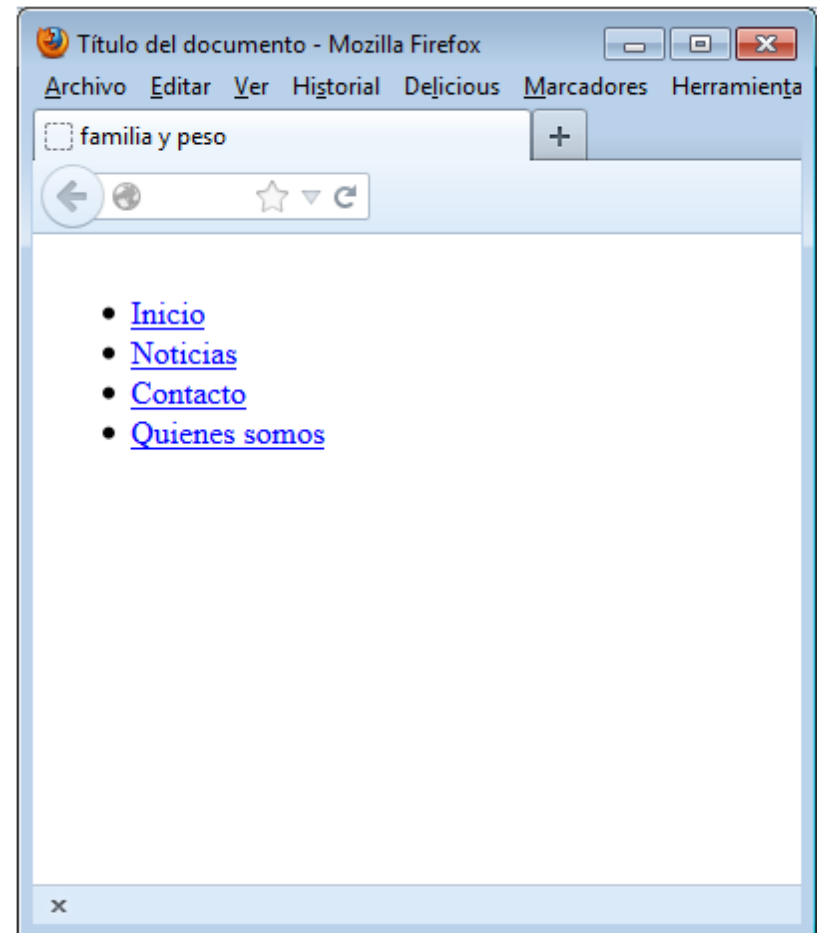 Título del documento - Mozilla Firefox
Archivo Editar Ver Historial Delicious Marcadores Herramienta
familia y peso
Inicio
Noticias
Contacto
Quienes somos